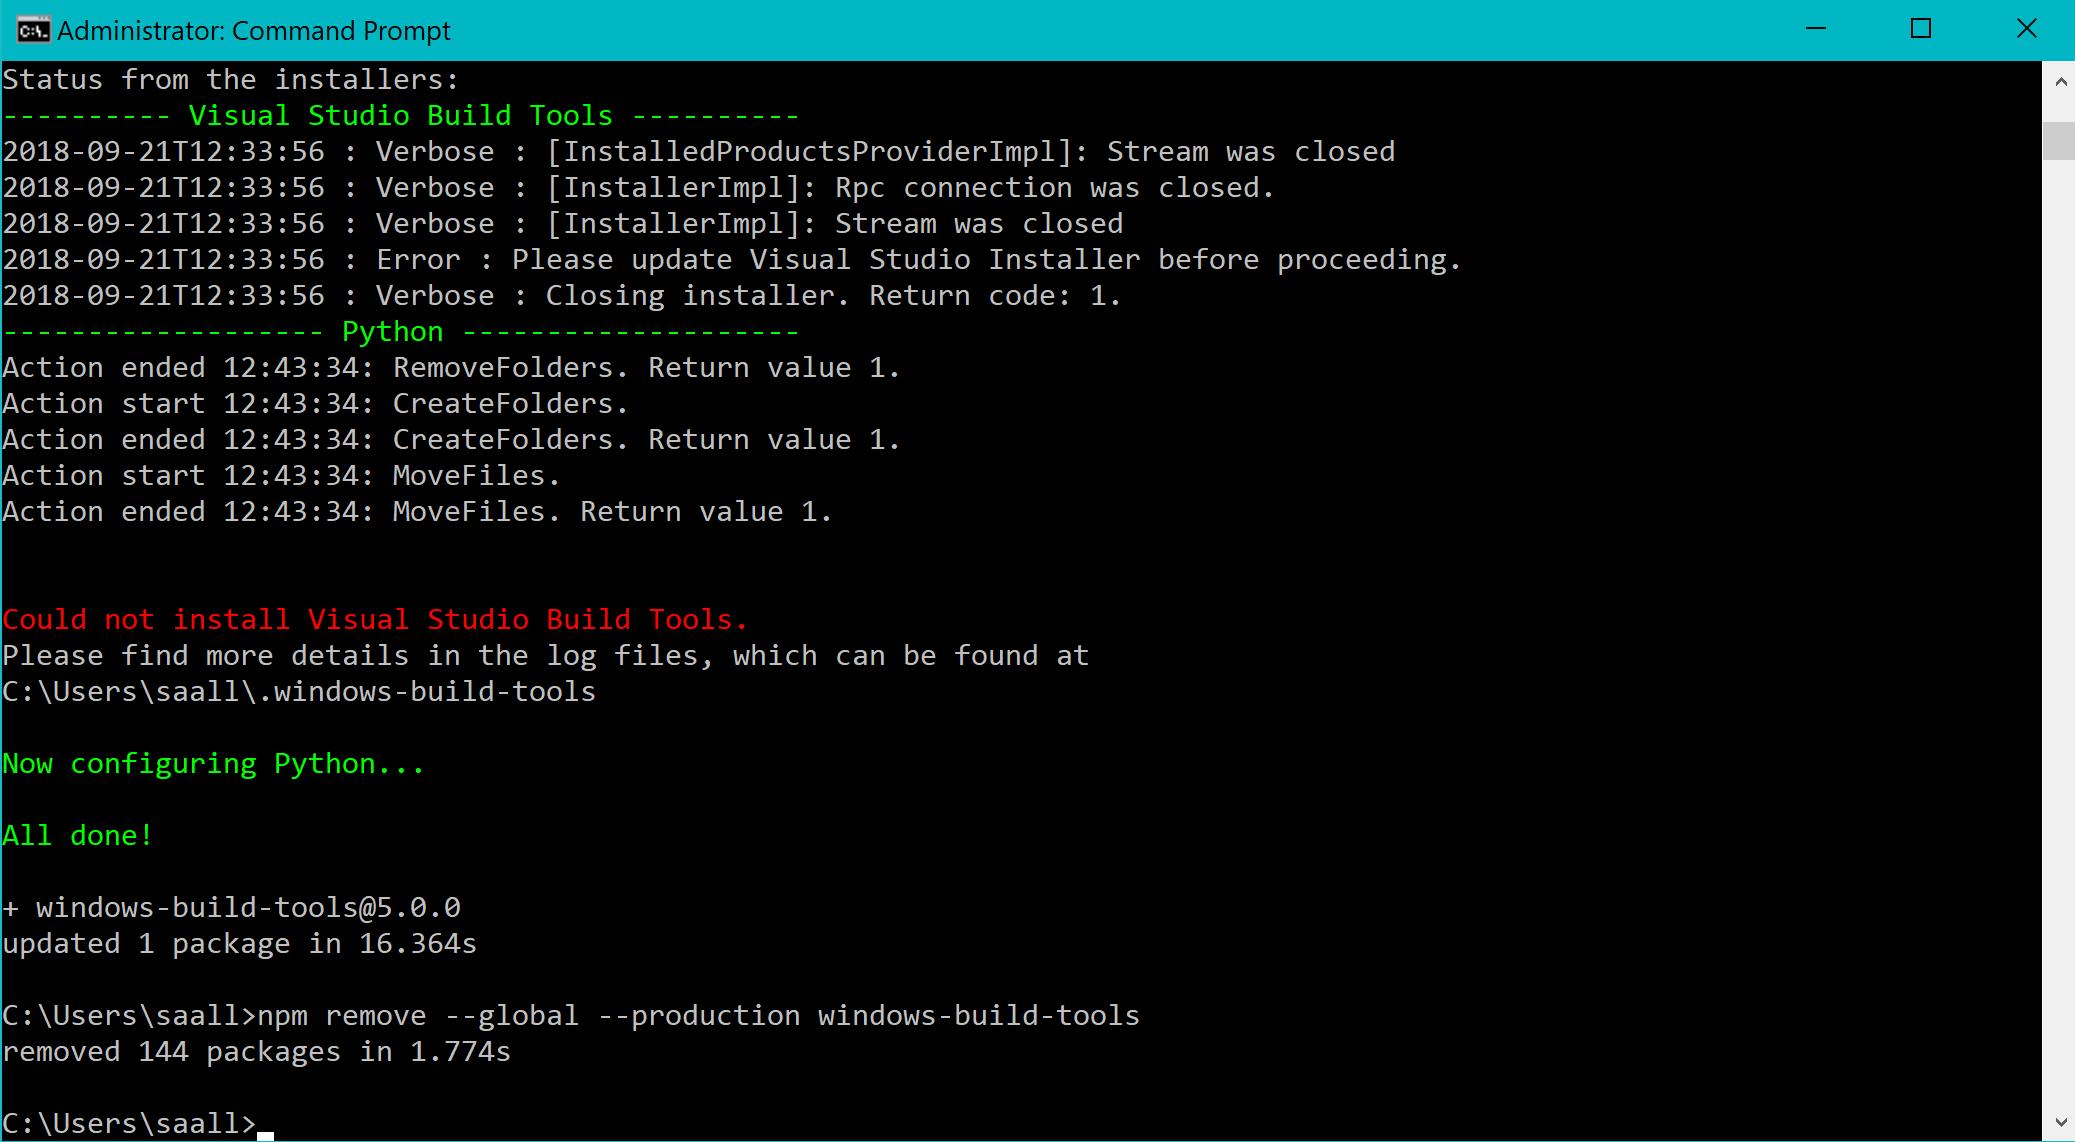 Administrator: Command Prompt
Status from the installers:
---------- Visual Studio Build Tools ----------
2018-09-21T12:33:56 : Verbose : [InstalledProductsProviderImpl]: Stream was closed
2018-09-21T12:33:56 : Verbose : [InstallerImpl]: Rpc connection was closed.
2018-09-21T12:33:56 : Verbose : [InstallerImpl]: Stream was closed
2018-09-21T12:33:56 : Error : Please update Visual Studio Installer before proceeding.
2018-09-21T12:33:56 : Verbose : Closing installer. Return code: 1.
------------------- Python --------------------
Action ended 12:43:34: RemoveFolders. Return value 1.
Action start 12:43:34: CreateFolders.
Action ended 12:43:34: CreateFolders. Return value 1.
Action start 12:43:34: MoveFiles.
Action ended 12:43:34: MoveFiles. Return value 1.
Could not install Visual Studio Build Tools.
Please find more details in the log files, which can be found at
C:\Users\saall\.windows-build-tools
Now configuring Python...
All done!
+ windows-build-tools@5.0.0
updated 1 package in 16.364s
C:\Users\saall>npm remove --global --production windows-build-tools
removed 144 packages in 1.774s
C:\Users\saall>